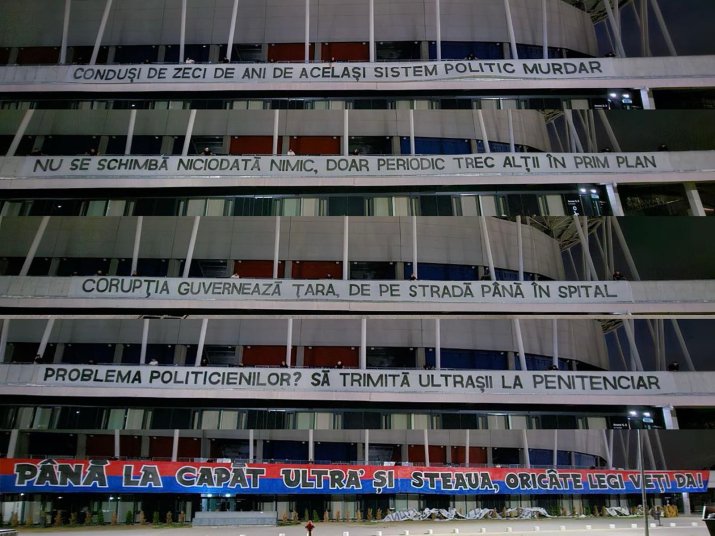 CONDUȘI DE ZECI DE ANI DE ACELAȘI SISTEM POLITIC MURDAR
NU SE SCHIMBĂ NICIODATĂ NIMIC, DOAR PERIODIC TREC ALȚII ÎN PRIM PLAN
CORUPȚIA GUVERNEAZĂ ȚARA, DE PE STRADĂ PÂNĂ ÎN SPITAL
PROBLEMA POLITICIENILOR? SĂ TRIMITĂ ULTRAȘII LA PENITENCIAR
PÂNĂ LA CAPĂT ULTRA' ȘI STEAUA, ORICÂTE LEGI VEȚI DA!